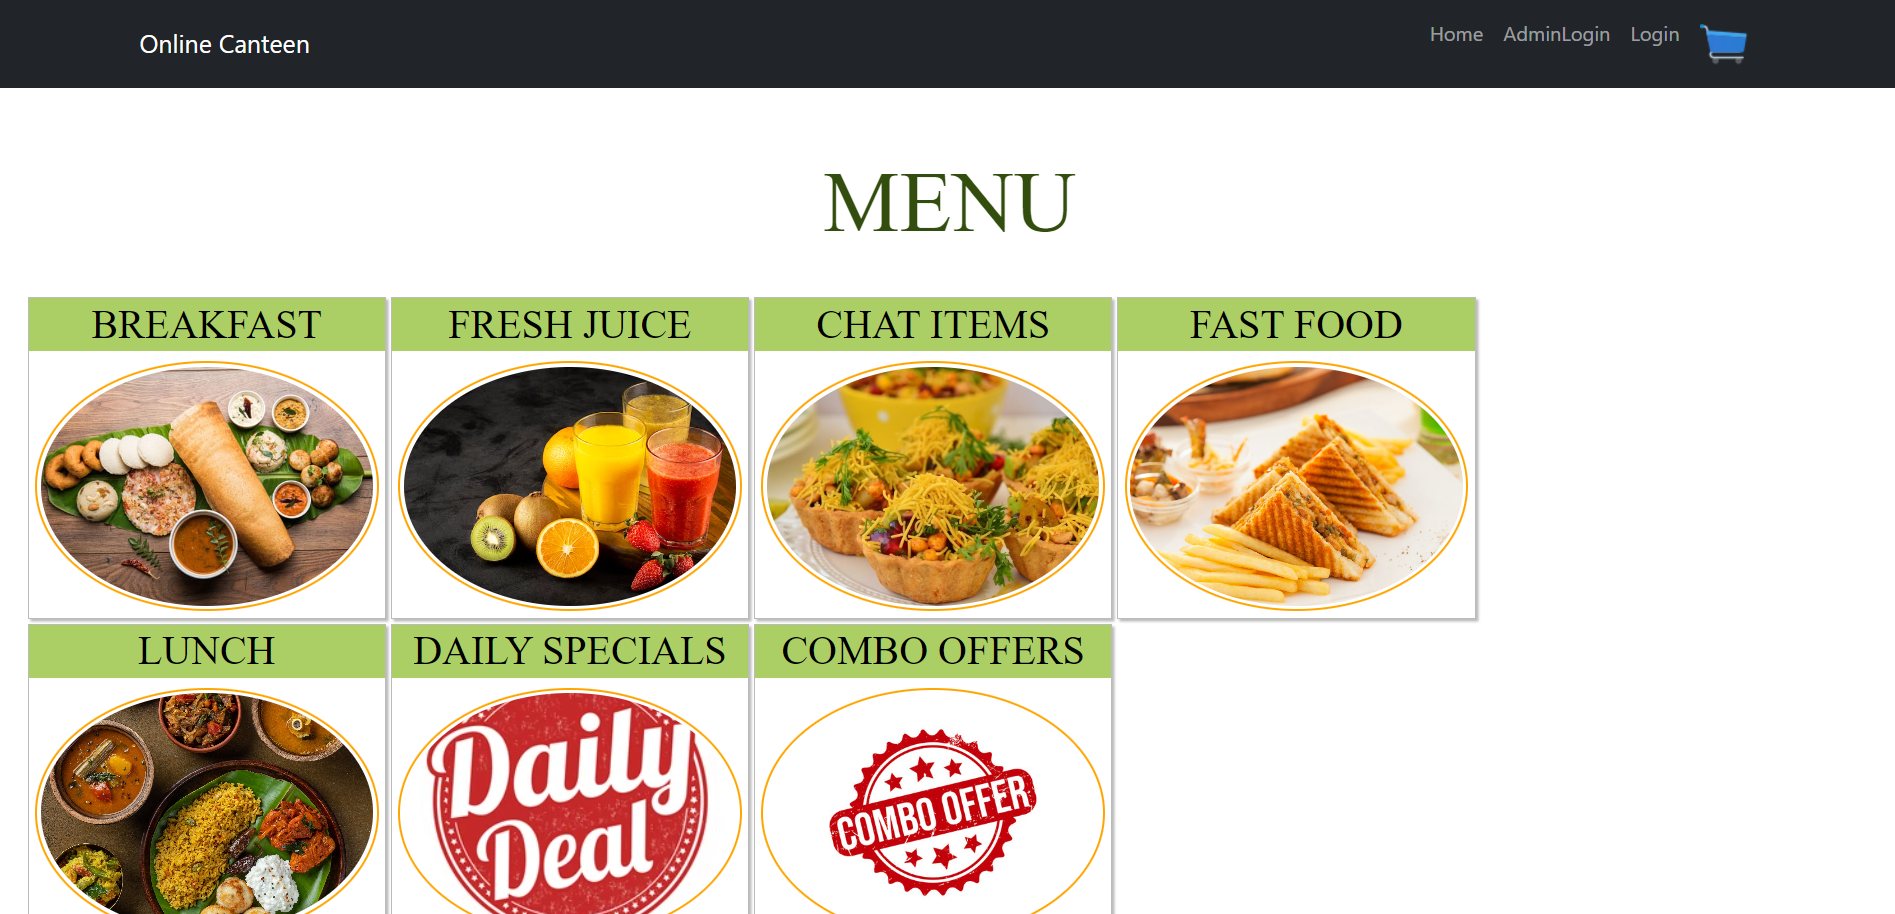 Online Canteen
Home AdminLogin Login
MENU
BREAKFAST
FRESH JUICE
CHAT ITEMS
FAST FOOD
LUNCH
DAILY SPECIALS
COMBO OFFERS
Daily
Deal
COMBO OFFER